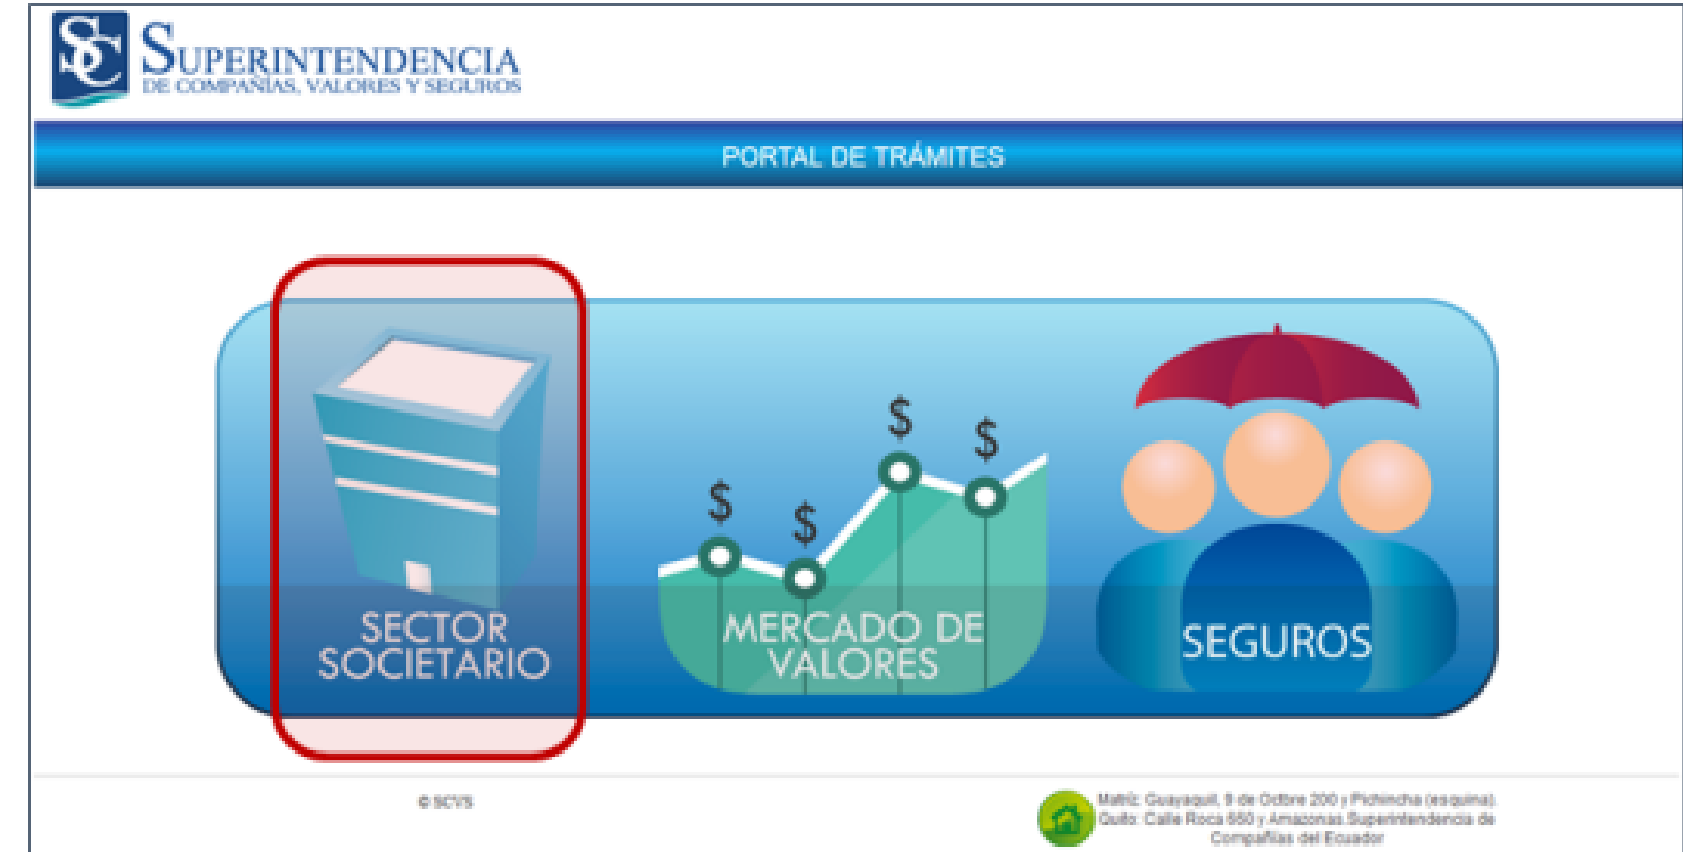 SC
SUPERINTENDENCIA
DE COMPAÑÍAS, VALORES Y SEGUROS
PORTAL DE TRÁMITES
$ $ $ $
SECTOR
SOCIETARIO
MERCADO DE
VALORES
SEGUROS
© SCVS
Matriz: Guayaquil, 9 de Octbre 200 y Pichincha (esquina).
Quito: Calle Roca 660 y Amazonas Superintendencia de
Compañías del Ecuador